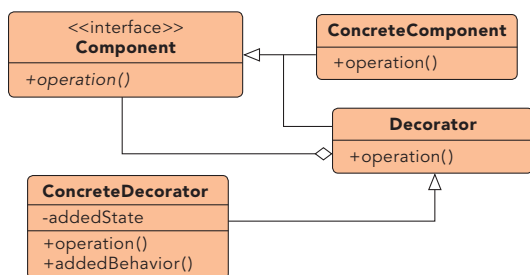 <<interface>>
Component
+operation()
ConcreteComponent
+operation()
Decorator
+operation()
ConcreteDecorator
-addedState
+operation()
+addedBehavior()